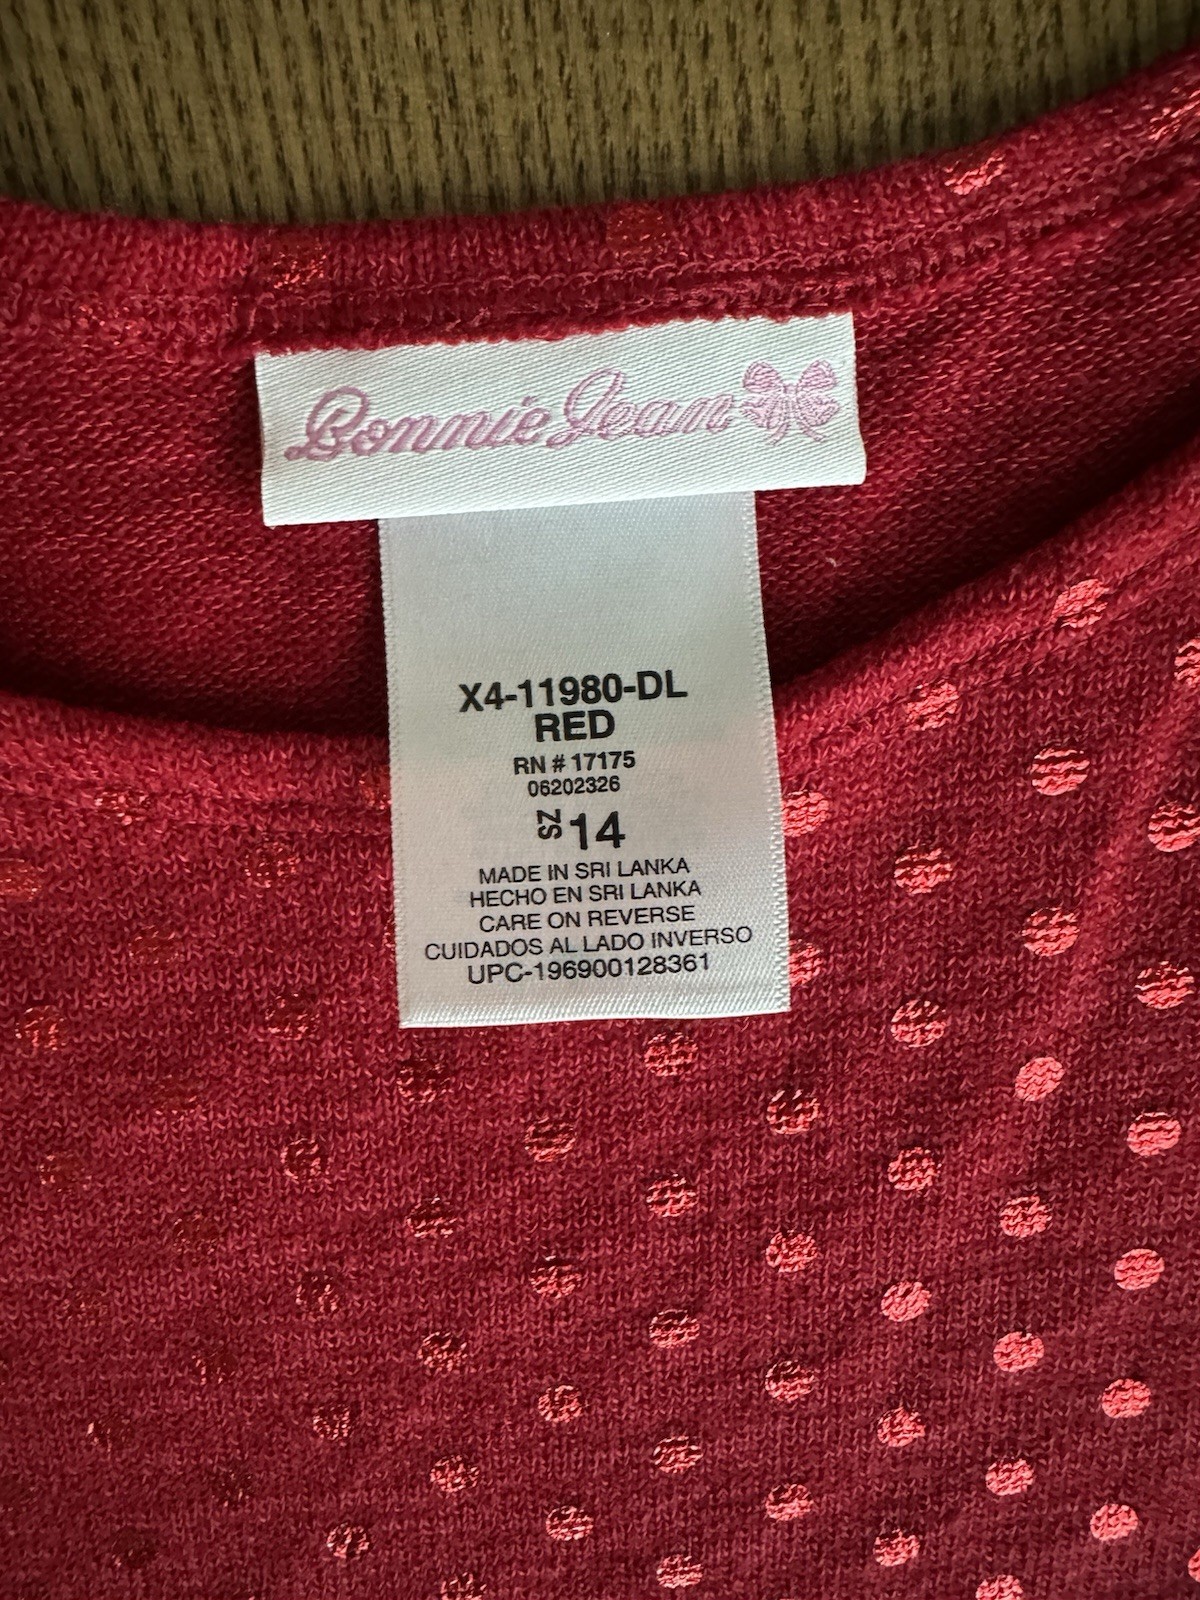 Bonnie Jean
X4-11980-DL
RED
RN # 17175
06202326
SZ 14
MADE IN SRI LANKA
HECHO EN SRI LANKA
CARE ON REVERSE
CUIDADOS AL LADO INVERSO
UPC-196900128361